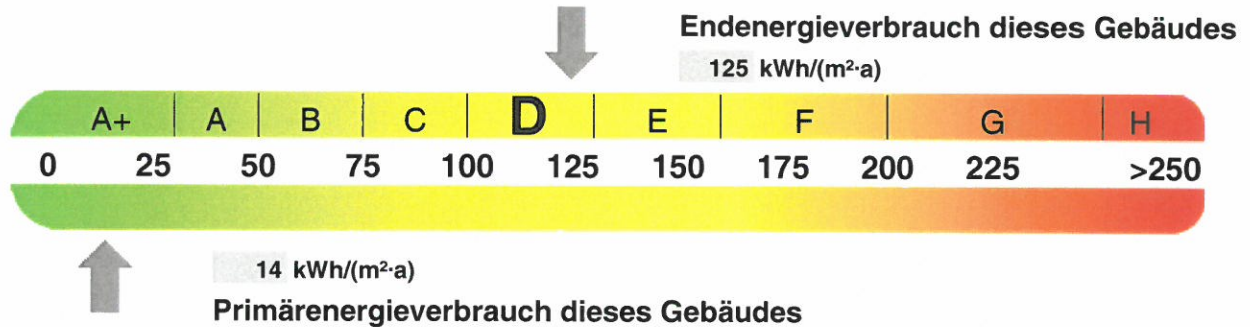 Endenergieverbrauch dieses Gebäudes
125 kWh/(m²·a)
A+ A B C D E F G H
0 25 50 75 100 125 150 175 200 225 >250
14 kWh/(m²·a)
Primärenergieverbrauch dieses Gebäudes